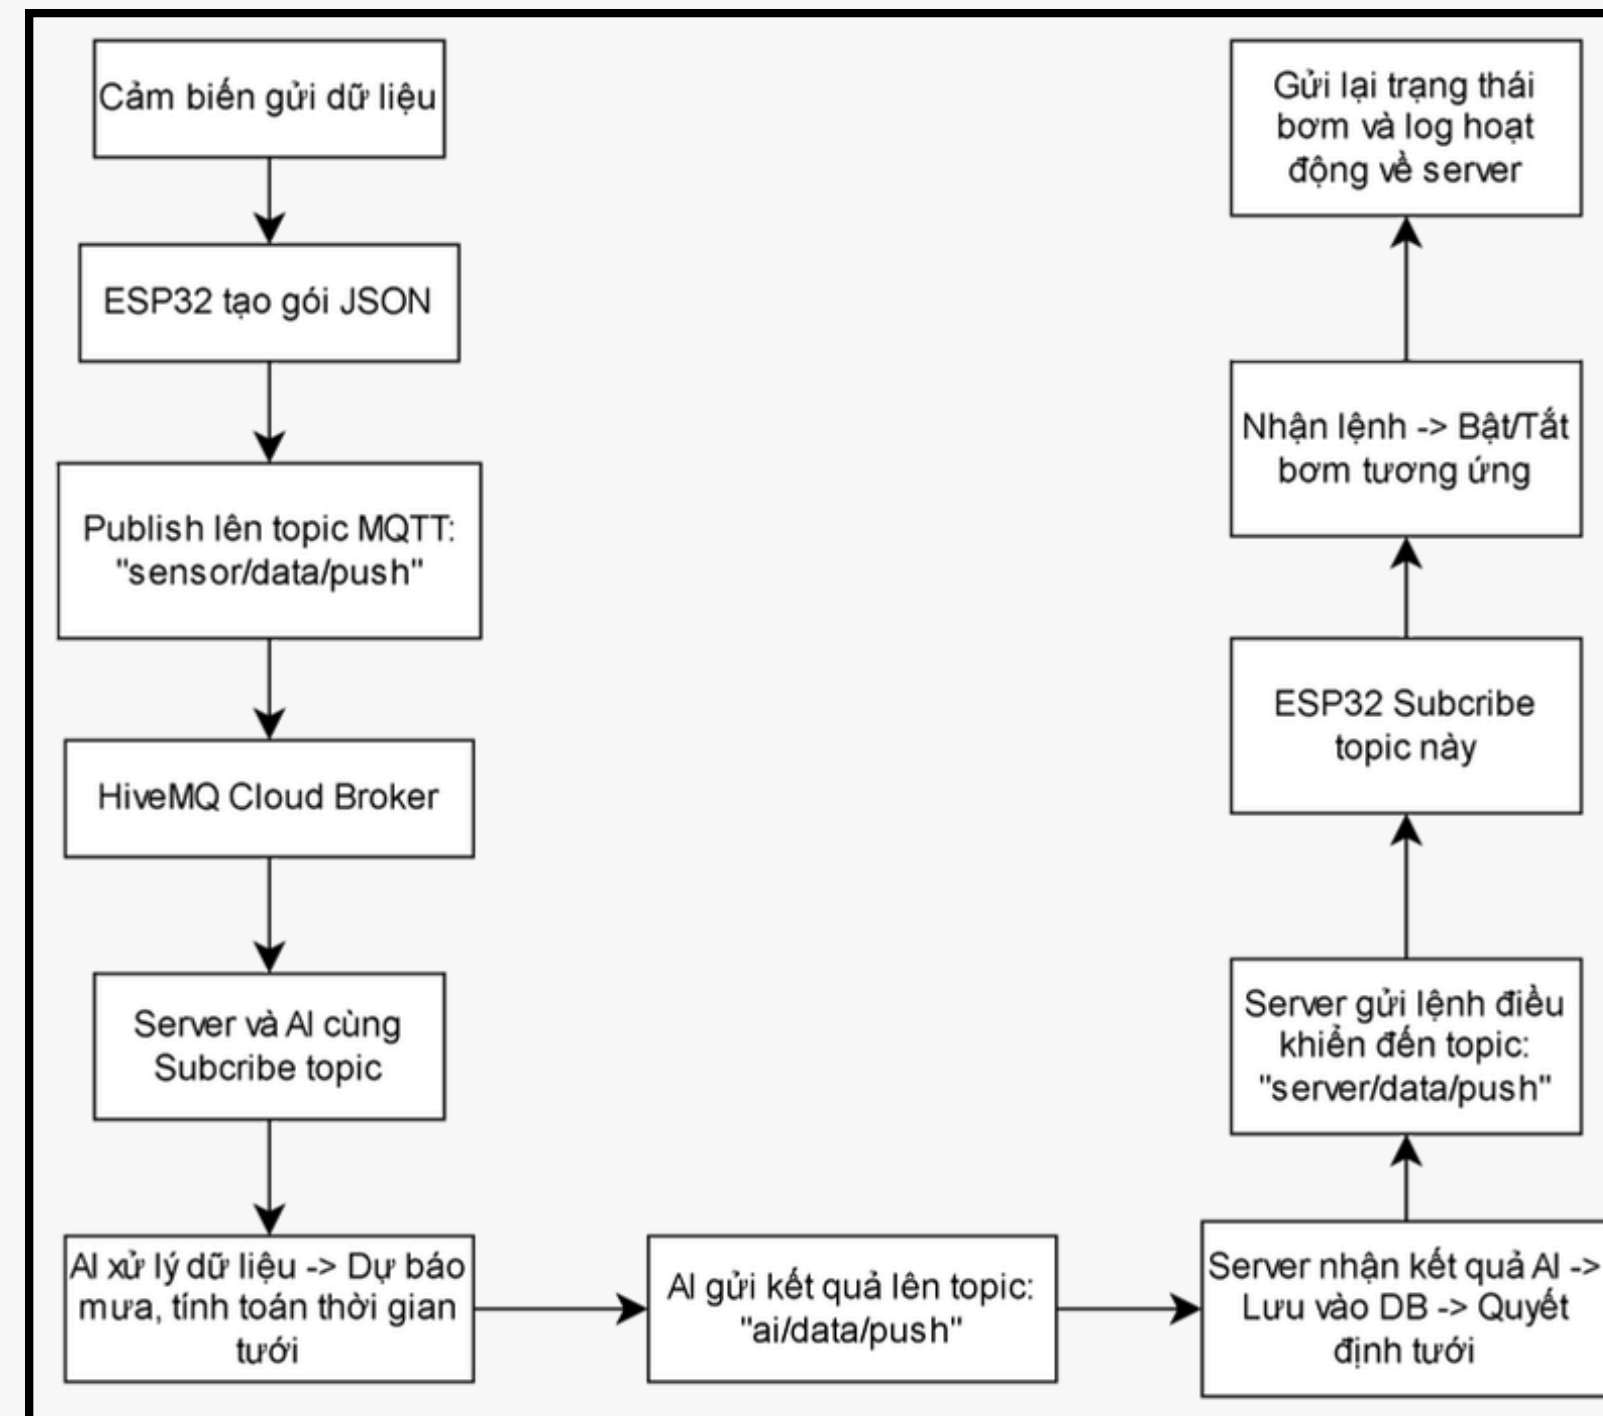 Cảm biến gửi dữ liệu
ESP32 tạo gói JSON
Publish lên topic MQTT:
"sensor/data/push"
HiveMQ Cloud Broker
Server và AI cùng
Subcribe topic
AI xử lý dữ liệu -> Dự báo
mưa, tính toán thời gian
tưới
AI gửi kết quả lên topic:
"ai/data/push"
Server nhận kết quả AI ->
Lưu vào DB -> Quyết
định tưới
Server gửi lệnh điều
khiển đến topic:
"server/data/push"
ESP32 Subcribe
topic này
Nhận lệnh -> Bật/Tắt
bơm tương ứng
Gửi lại trạng thái
bơm và log hoạt
động về server